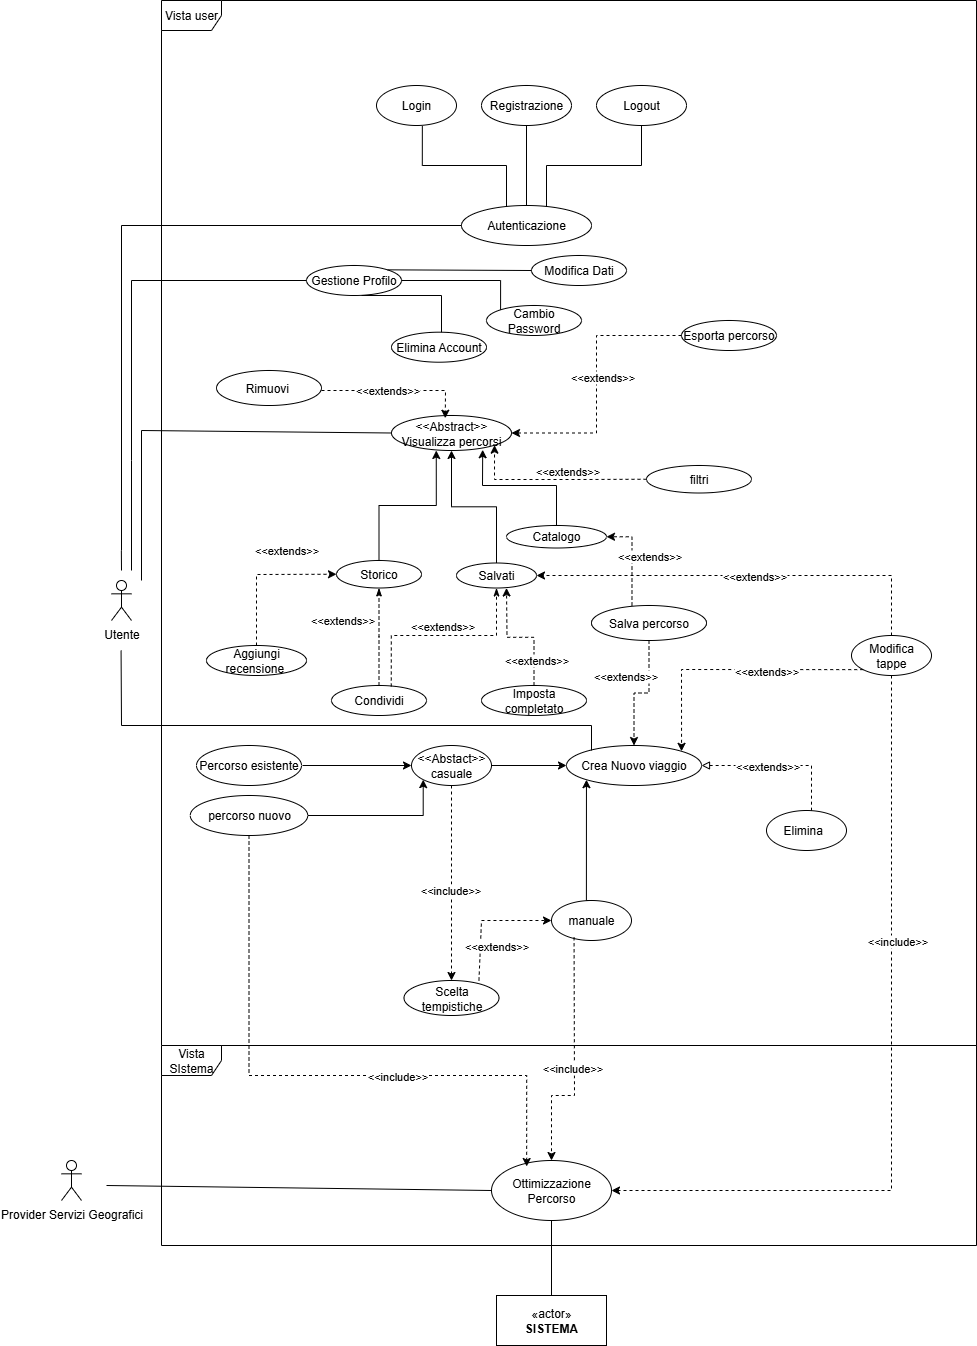 Vista user
Login
Registrazione
Logout
Autenticazione
Modifica Dati
Gestione Profilo
Cambio
Password
Elimina Account
Esporta percorso
<<extends>>
Rimuovi
<<extends>>
<<Abstract>>
Visualizza percorsi
<<extends>>
filtri
Catalogo
<<extends>>
<<extends>>
Storico
Salvati
<<extends>>
<<extends>>
<<extends>>
Salva percorso
Aggiungi
recensione
<<extends>>
Modifica
tappe
Utente
<<extends>>
<<extends>>
Condividi
Imposta
completato
Percorso esistente
<<Abstact>>
casuale
Crea Nuovo viaggio
<<extends>>
percorso nuovo
Elimina
<<include>>
manuale
<<extends>>
<<include>>
Scelta
tempistiche
Vista
SIstema
<<include>>
<<include>>
Ottimizzazione
Percorso
Provider Servizi Geografici
«actor»
SISTEMA